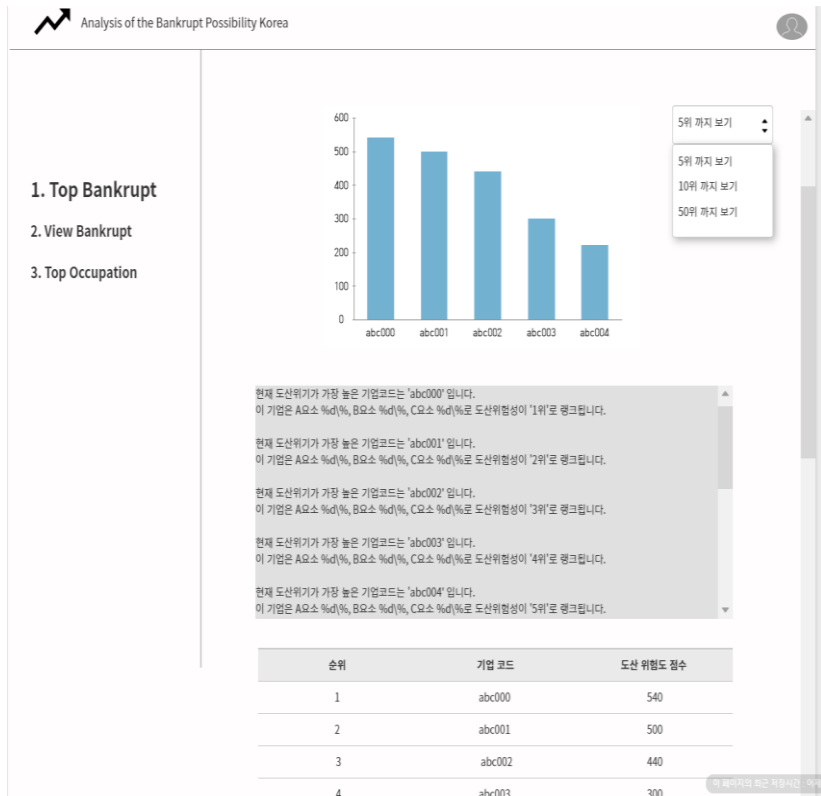 Analysis of the Bankrupt Possibility Korea
1. Top Bankrupt
2. View Bankrupt
3. Top Occupation
600
500
400
300
200
100
0
abc000 abc001 abc002 abc003 abc004
5위 까지 보기
5위 까지 보기
10위 까지 보기
50위 까지 보기
현재 도산위기가 가장 높은 기업코드는 'abc000' 입니다.
이 기업은 A요소 %d\%, B요소 %d\%, C요소 %d\%로 도산위험성이 '1위'로 랭크됩니다.
현재 도산위기가 가장 높은 기업코드는 'abc001' 입니다.
이 기업은 A요소 %d\%, B요소 %d\%, C요소 %d\%로 도산위험성이 '2위'로 랭크됩니다.
현재 도산위기가 가장 높은 기업코드는 'abc002' 입니다.
이 기업은 A요소 %d\%, B요소 %d\%, C요소 %d\%로 도산위험성이 '3위'로 랭크됩니다.
현재 도산위기가 가장 높은 기업코드는 'abc003' 입니다.
이 기업은 A요소 %d\%, B요소 %d\%, C요소 %d\%로 도산위험성이 '4위'로 랭크됩니다.
현재 도산위기가 가장 높은 기업코드는 'abc004' 입니다.
이 기업은 A요소 %d\%, B요소 %d\%, C요소 %d\%로 도산위험성이 '5위'로 랭크됩니다.
순위 기업 코드 도산 위험도 점수
1 abc000 540
2 abc001 500
3 abc002 440
4 abc003 300
이 페이지의 최근 저장시간